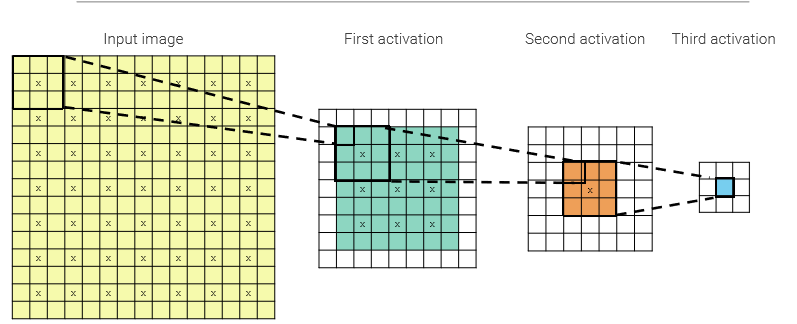 Input image
First activation
Second activation
Third activation
x x x x x x x
x x x x x x x
x x x x x x x
x x x x x x x
x x x x x x x
x x x x x x x
x x x x x x x
x x x
x x x
x x x
x